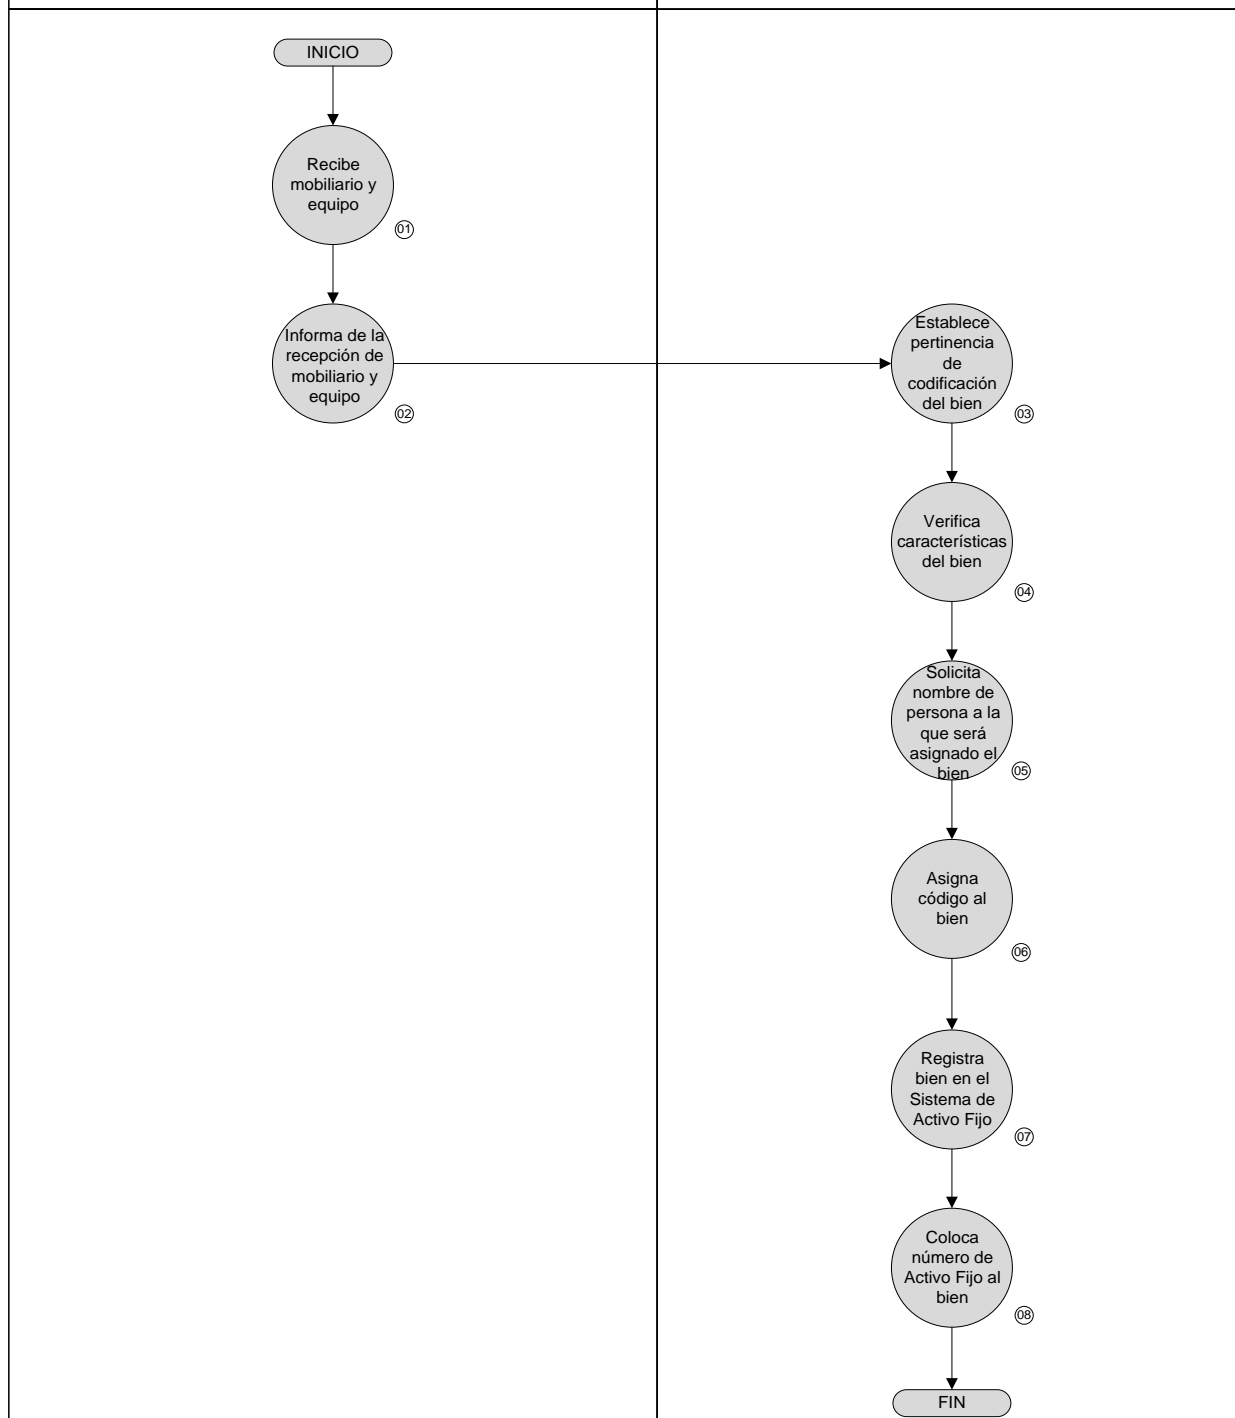 INICIO
Recibe
mobiliario y
equipo
01
Informa de la
recepción de
mobiliario y
equipo
02
Establece
pertinencia
de
codificación
del bien
03
Verifica
características
del bien
04
Solicita
nombre de
persona a la
que será
asignado el
bien
05
Asigna
código al
bien
06
Registra
bien en el
Sistema de
Activo Fijo
07
Coloca
número de
Activo Fijo al
bien
08
FIN